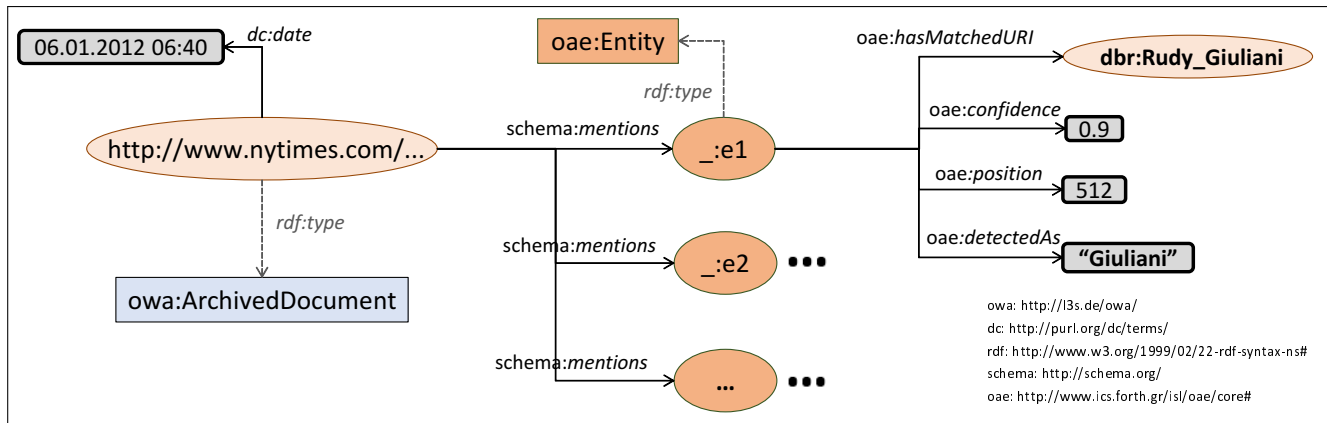 dc:date
06.01.2012 06:40
oae:Entity
oae:hasMatchedURI
dbr:Rudy_Giuliani
rdf:type
oae:confidence
0.9
schema:mentions
http://www.nytimes.com/...
_:e1
oae:position
512
rdf:type
oae:detectedAs
"Giuliani"
schema:mentions
_:e2
•••
owa:ArchivedDocument
owa: http://l3s.de/owa/
dc: http://purl.org/dc/terms/
rdf: http://www.w3.org/1999/02/22-rdf-syntax-ns#
schema: http://schema.org/
oae: http://www.ics.forth.gr/isl/oae/core#
schema:mentions
...
•••